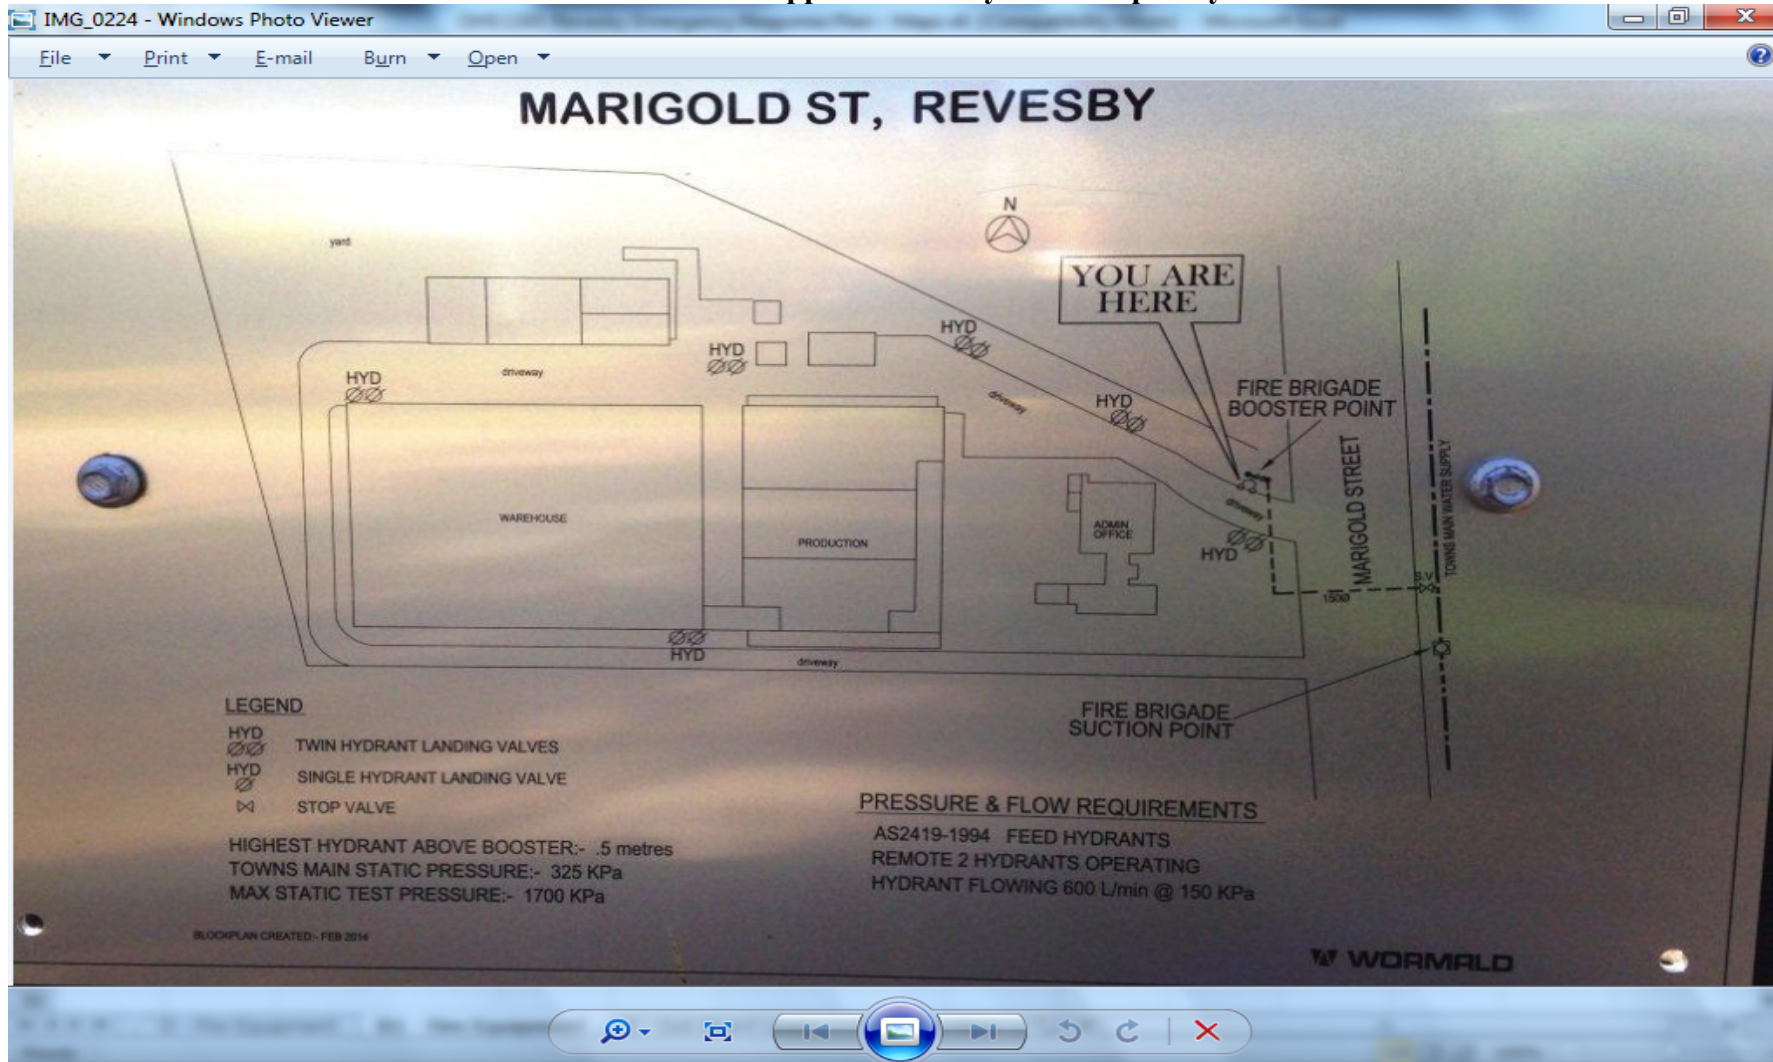 IMG_0224 - Windows Photo Viewer
File Print E-mail Burn Open
MARIGOLD ST, REVESBY
N
yard
YOU ARE
HERE
HYD
HYD
HYD
driveway
driveway
HYD
FIRE BRIGADE
BOOSTER POINT
MARIGOLD STREET
TOWNS MAIN WATER SUPPLY
WAREHOUSE
PRODUCTION
ADMIN
OFFICE
driveway
HYD
S V
150Ø
HYD
driveway
FIRE BRIGADE
SUCTION POINT
LEGEND
HYD
TWIN HYDRANT LANDING VALVES
HYD
SINGLE HYDRANT LANDING VALVE
STOP VALVE
HIGHEST HYDRANT ABOVE BOOSTER:- .5 metres
TOWNS MAIN STATIC PRESSURE:- 325 KPa
MAX STATIC TEST PRESSURE:- 1700 KPa
PRESSURE & FLOW REQUIREMENTS
AS2419-1994 FEED HYDRANTS
REMOTE 2 HYDRANTS OPERATING
HYDRANT FLOWING 600 L/min @ 150 KPa
BLOCKPLAN CREATED:- FEB 2014
WORMALD